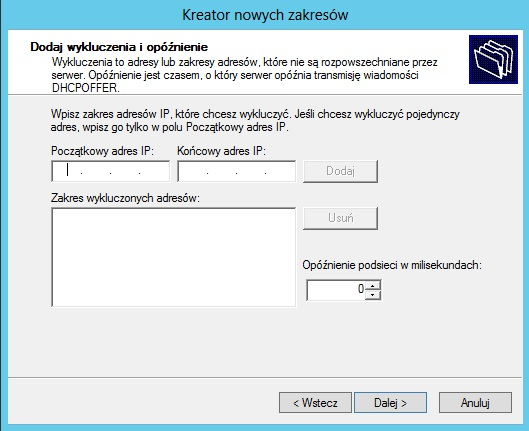 Kreator nowych zakresów
Dodaj wykluczenia i opóźnienie
Wykluczenia to adresy lub zakresy adresów, które nie są rozpowszechniane przez
serwer. Opóźnienie jest czasem, o który serwer opóźnia transmisję wiadomości
DHCPOFFER.
Wpisz zakres adresów IP, które chcesz wykluczyć. Jeśli chcesz wykluczyć pojedynczy
adres, wpisz go tylko w polu Początkowy adres IP.
Początkowy adres IP: Końcowy adres IP:
. . . . . . Dodaj
Zakres wykluczonych adresów:
Usuń
Opóźnienie podsieci w milisekundach:
0
< Wstecz Dalej > Anuluj